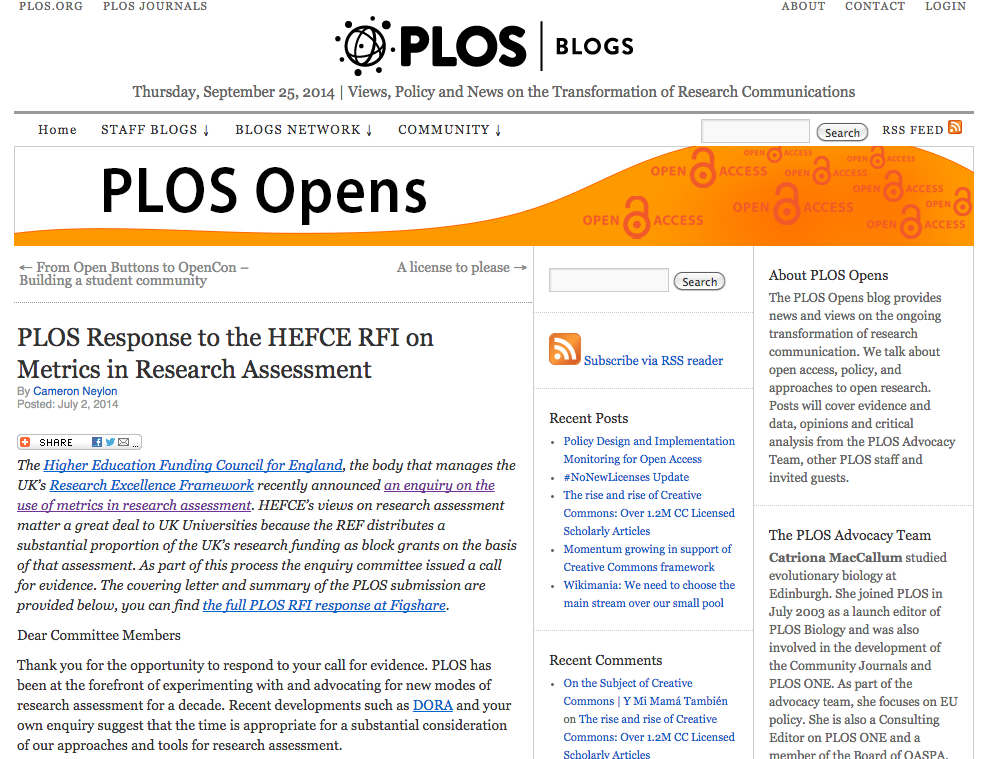 PLOS.ORG PLOS JOURNALS ABOUT CONTACT LOGIN
PLOS BLOGS
Thursday, September 25, 2014 | Views, Policy and News on the Transformation of Research Communications
Home STAFF BLOGS ↓ BLOGS NETWORK ↓ COMMUNITY ↓ Search RSS FEED
PLOS Opens
OPEN ACCESS
OPEN ACCESS
OPEN ACCESS
OPEN ACCESS
OPEN ACCESS
OPEN ACCESS
OPEN ACCESS
OPEN ACCESS
OPEN ACCESS
← From Open Buttons to OpenCon –
Building a student community
A license to please →
PLOS Response to the HEFCE RFI on
Metrics in Research Assessment
By Cameron Neylon
Posted: July 2, 2014
SHARE ...
The Higher Education Funding Council for England, the body that manages the
UK's Research Excellence Framework recently announced an enquiry on the
use of metrics in research assessment. HEFCE's views on research assessment
matter a great deal to UK Universities because the REF distributes a
substantial proportion of the UK's research funding as block grants on the basis
of that assessment. As part of this process the enquiry committee issued a call
for evidence. The covering letter and summary of the PLOS submission are
provided below, you can find the full PLOS RFI response at Figshare.
Dear Committee Members
Thank you for the opportunity to respond to your call for evidence. PLOS has
been at the forefront of experimenting with and advocating for new modes of
research assessment for a decade. Recent developments such as DORA and your
own enquiry suggest that the time is appropriate for a substantial consideration
of our approaches and tools for research assessment.
Search
Subscribe via RSS reader
Recent Posts
• Policy Design and Implementation
Monitoring for Open Access
• #NoNewLicenses Update
• The rise and rise of Creative
Commons: Over 1.2M CC Licensed
Scholarly Articles
• Momentum growing in support of
Creative Commons framework
• Wikimania: We need to choose the
main stream over our small pool
Recent Comments
• On the Subject of Creative
Commons | Y Mi Mamá También
on The rise and rise of Creative
Commons: Over 1.2M CC Licensed
Scholarly Articles
About PLOS Opens
The PLOS Opens blog provides
news and views on the ongoing
transformation of research
communication. We talk about
open access, policy, and
approaches to open research.
Posts will cover evidence and
data, opinions and critical
analysis from the PLOS Advocacy
Team, other PLOS staff and
invited guests.
The PLOS Advocacy Team
Catriona MacCallum studied
evolutionary biology at
Edinburgh. She joined PLOS in
July 2003 as a launch editor of
PLOS Biology and was also
involved in the development of
the Community Journals and
PLOS ONE. As part of the
advocacy team, she focuses on EU
policy. She is also a Consulting
Editor on PLOS ONE and a
member of the Board of OASPA.